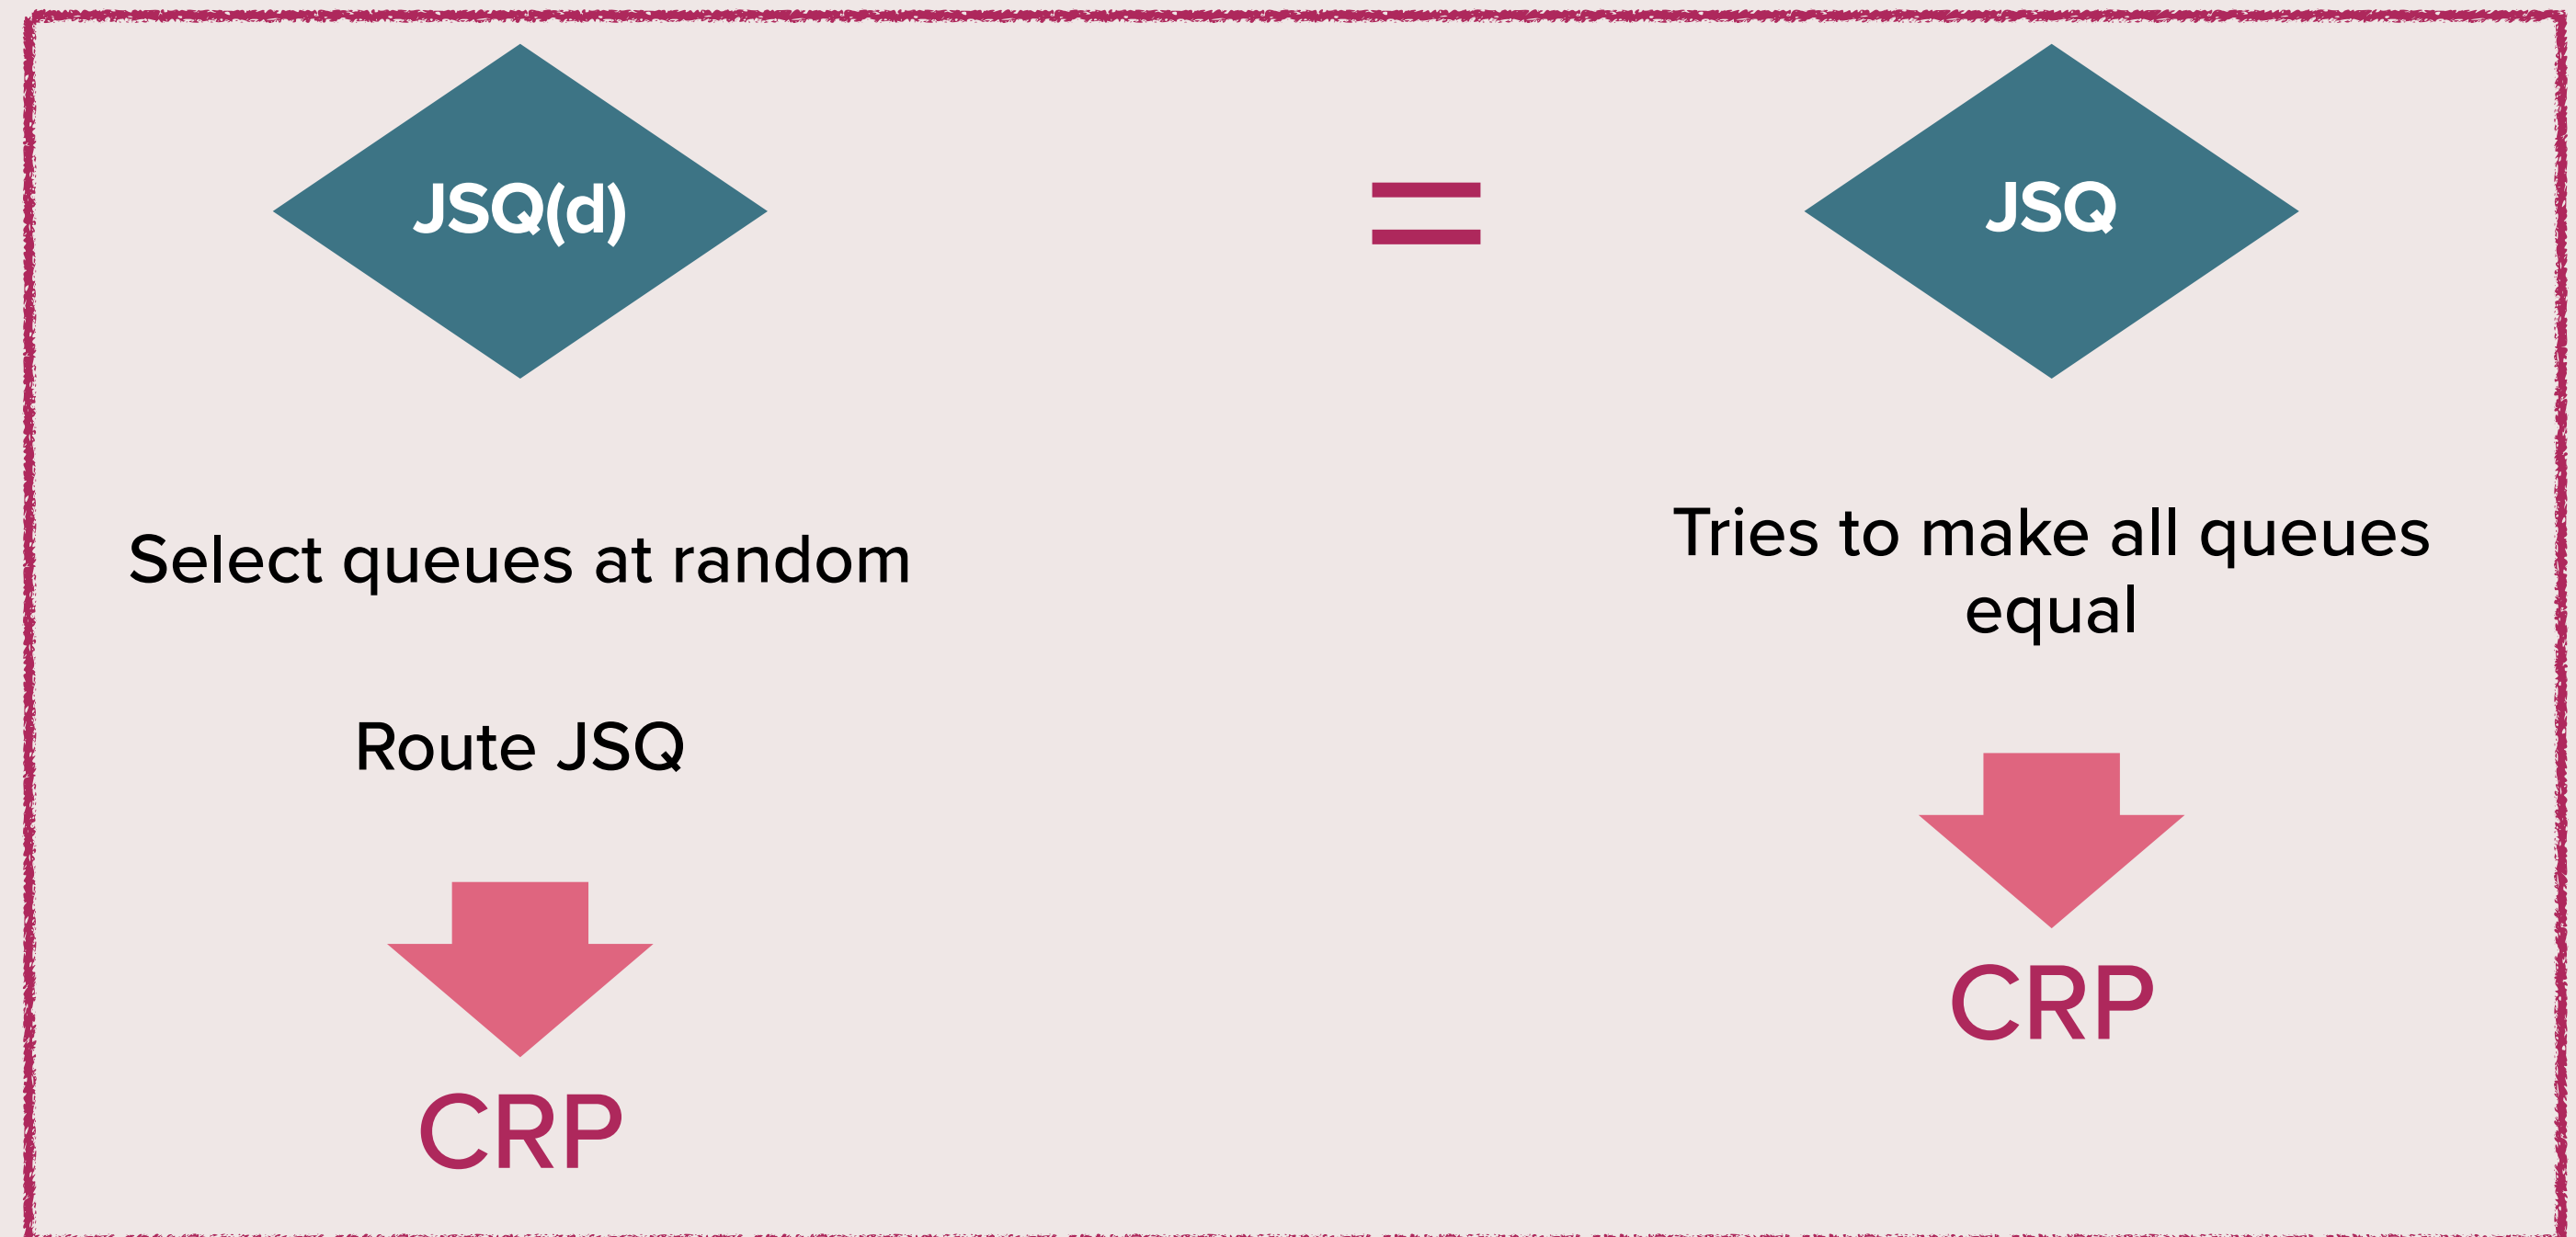 JSQ(d)
=
JSQ
Select queues at random
Route JSQ
CRP
Tries to make all queues
equal
CRP